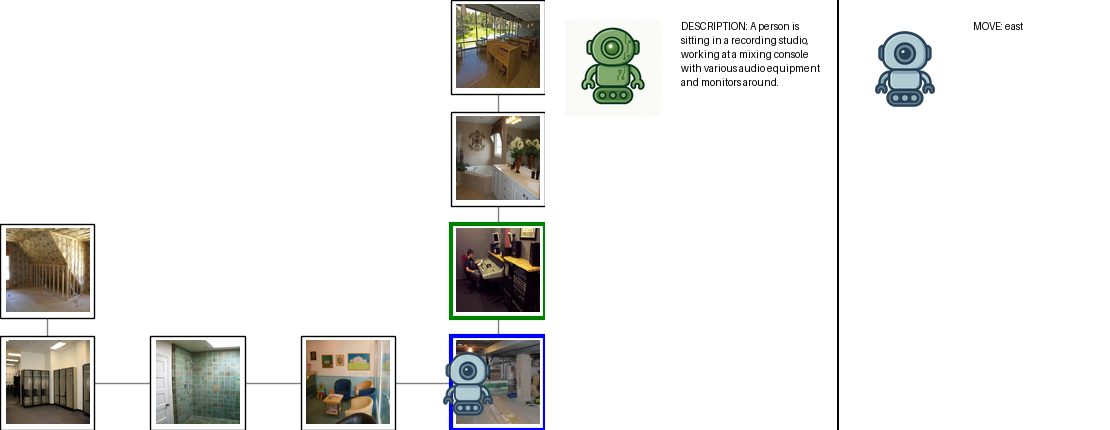 DESCRIPTION: A person is
sitting in a recording studio,
working at a mixing console
with various audio equipment
and monitors around.
MOVE: east